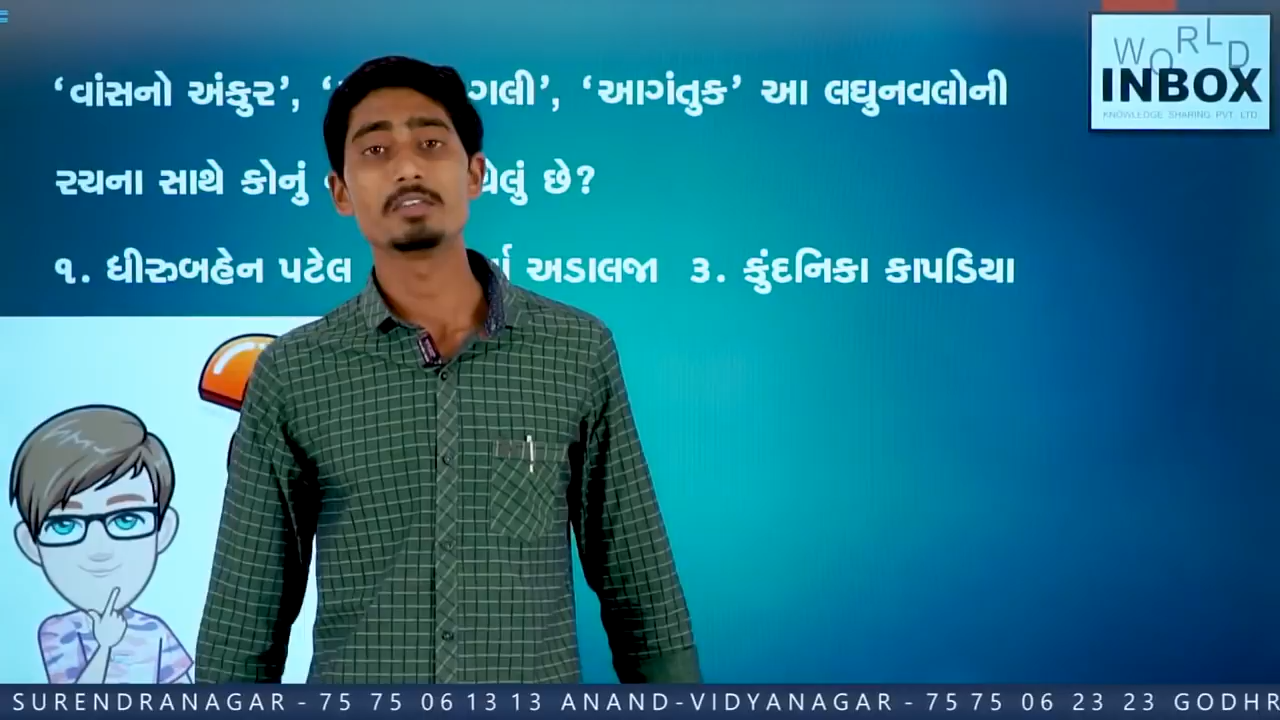 ‘વાંસનો અંકુર’, ગલી’, ‘આગંતુક’ આ લઘુનવલોની
રચના સાથે કોનું છે?
૧. ધીરુબહેન પટેલ અડાલજા ૩. કુંદનિકા કાપડિયા
WORLD
INBOX
KNOWLEDGE SHARING PVT. LTD.
SURENDRANAGAR - 75 75 06 13 13 ANAND-VIDYANAGAR - 75 75 06 23 23 GODHR